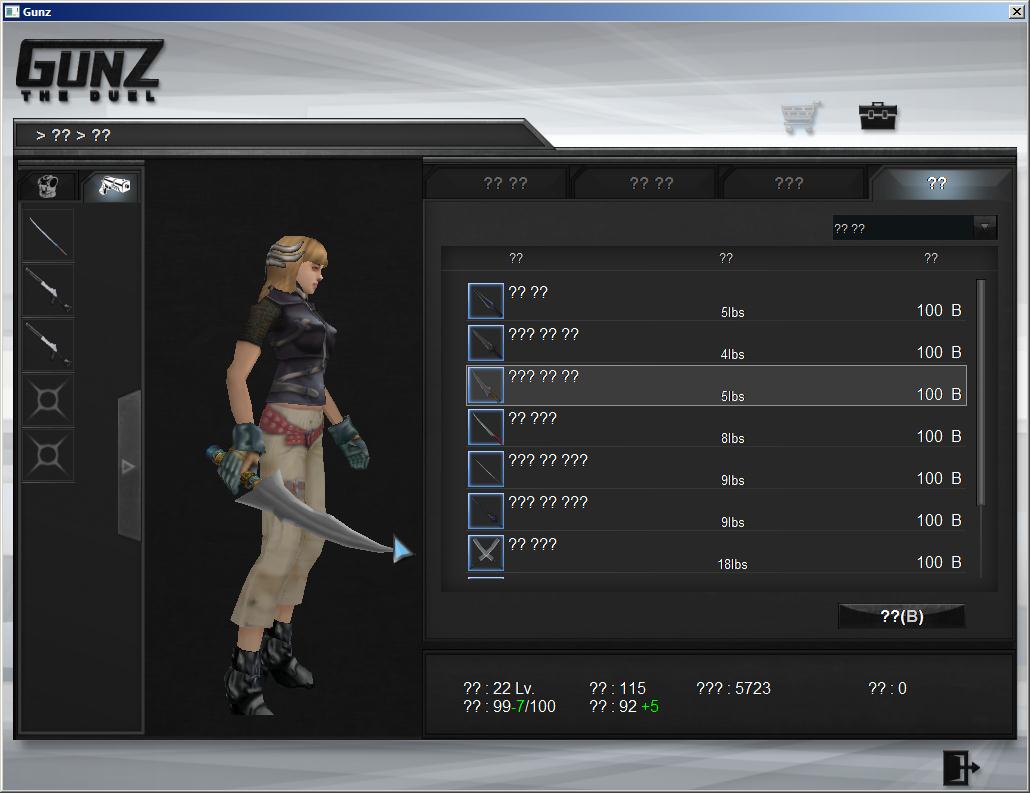 Gunz
GUNZ
THE DUEL
> ?? > ??
?? ??
?? ??
???
??
?? ??
?? ?? ??
?? ?? 5lbs 100 B
??? ?? ?? 4lbs 100 B
??? ?? ?? 5lbs 100 B
?? ??? 8lbs 100 B
??? ?? ??? 9lbs 100 B
??? ?? ??? 9lbs 100 B
?? ??? 18lbs 100 B
??(B)
?? : 22 Lv. ?? : 115 ??? : 5723 ?? : 0
?? : 99-7/100 ?? : 92 +5